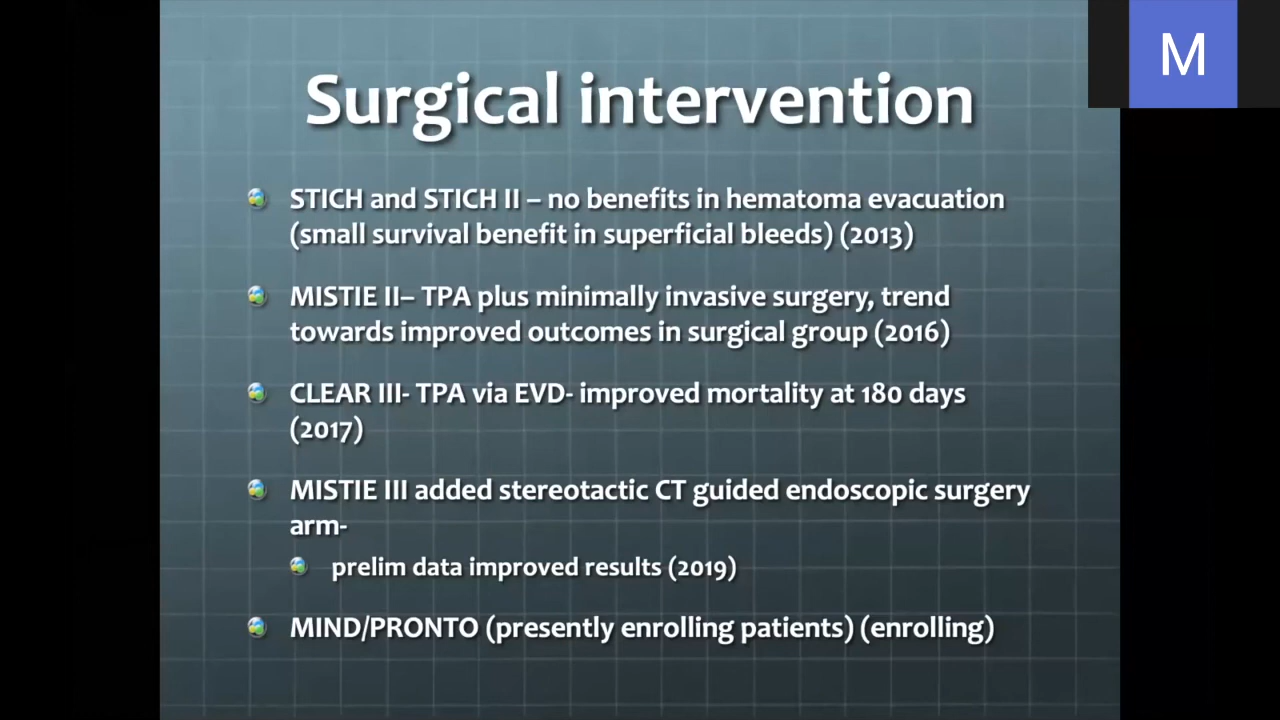 M
Surgical intervention
STICH and STICH II – no benefits in hematoma evacuation
(small survival benefit in superficial bleeds) (2013)
MISTIE II– TPA plus minimally invasive surgery, trend
towards improved outcomes in surgical group (2016)
CLEAR III- TPA via EVD- improved mortality at 180 days
(2017)
MISTIE III added stereotactic CT guided endoscopic surgery
arm-
prelim data improved results (2019)
MIND/PRONTO (presently enrolling patients) (enrolling)